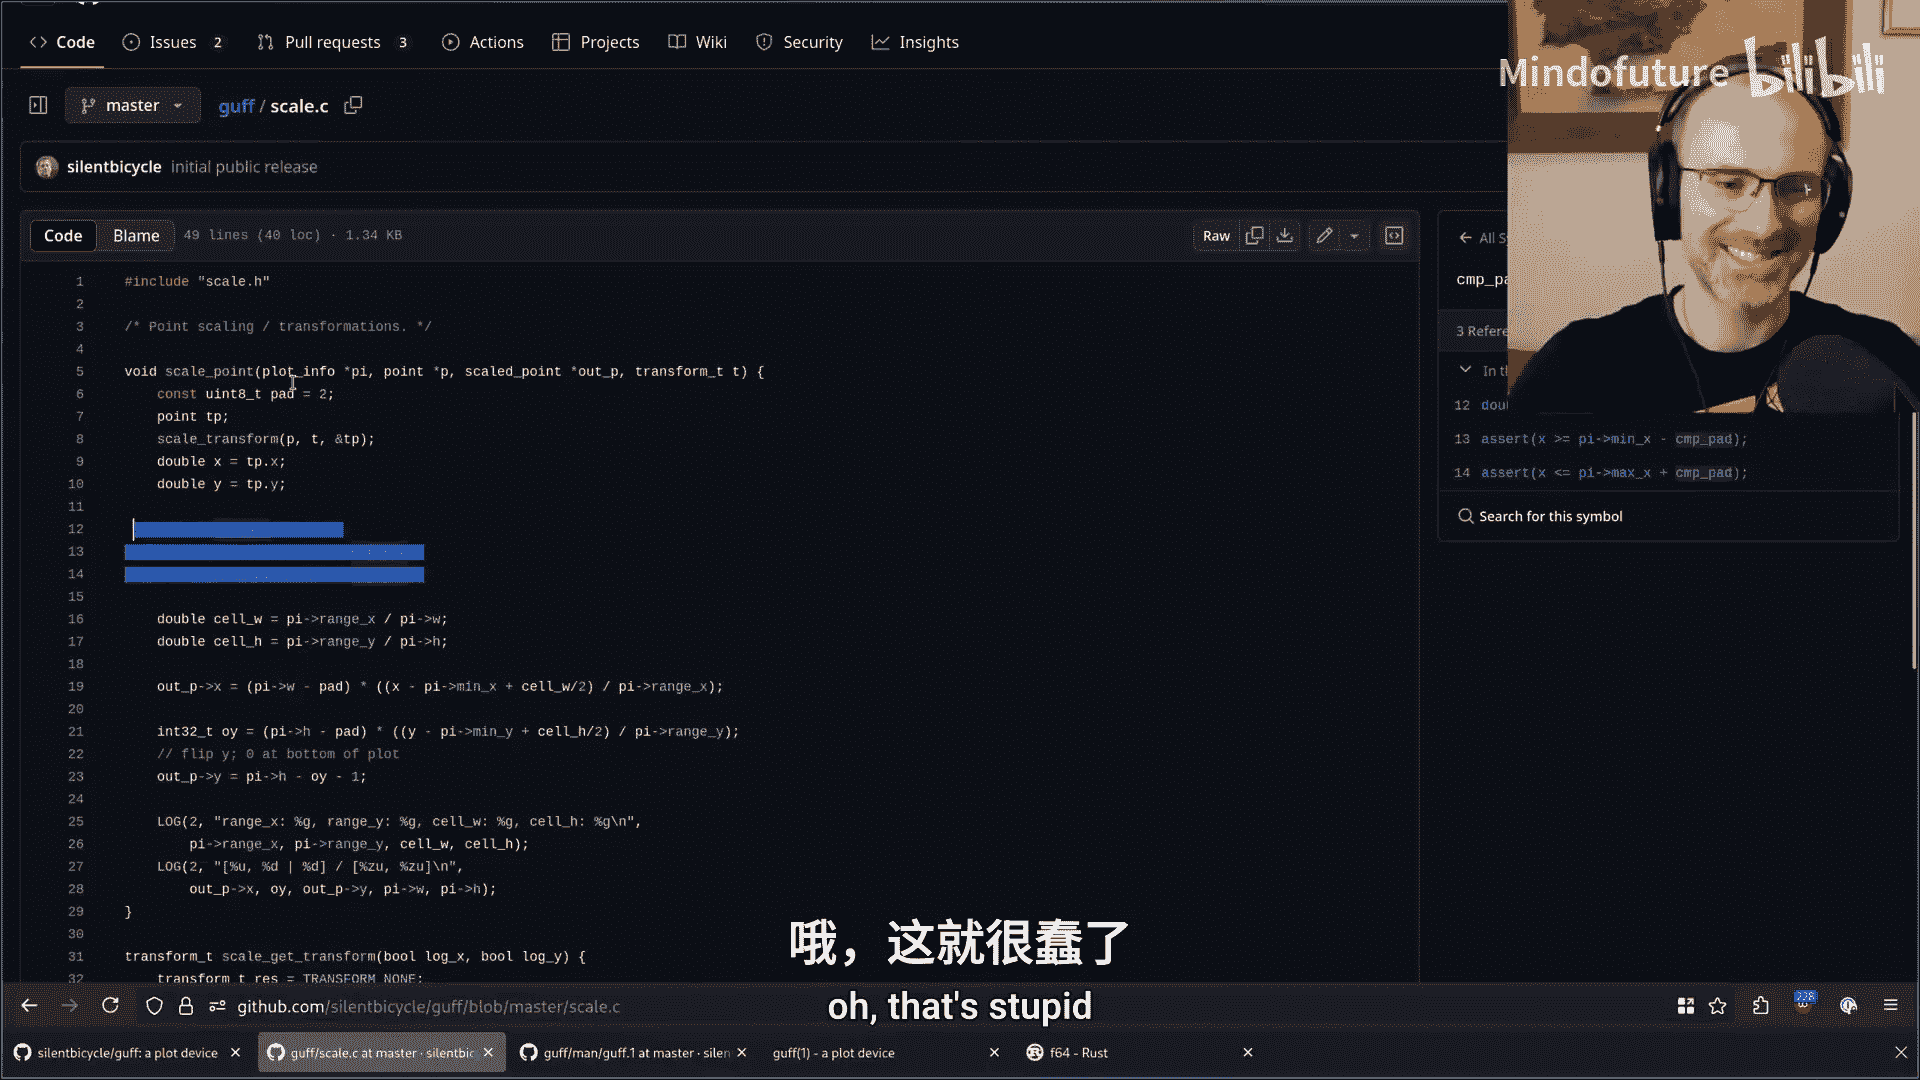 Code
Issues 2
Pull requests 3
Actions
Projects
Wiki
Security
Insights
Mindofuture bilibili
master
guff / scale.c
silentbicycle initial public release
Code Blame 49 lines (40 loc) · 1.34 KB
Raw
1 #include "scale.h"
2
3 /* Point scaling / transformations. */
4
5 void scale_point(plot_info *pi, point *p, scaled_point *out_p, transform_t t) {
6 const uint8_t pad = 2;
7 point tp;
8 scale_transform(p, t, &tp);
9 double x = tp.x;
10 double y = tp.y;
11
12
13
14
15
16 double cell_w = pi->range_x / pi->w;
17 double cell_h = pi->range_y / pi->h;
18
19 out_p->x = (pi->w - pad) * ((x - pi->min_x + cell_w/2) / pi->range_x);
20
21 int32_t oy = (pi->h - pad) * ((y - pi->min_y + cell_h/2) / pi->range_y);
22 // flip y; 0 at bottom of plot
23 out_p->y = pi->h - oy - 1;
24
25 LOG(2, "range_x: %g, range_y: %g, cell_w: %g, cell_h: %g\n",
26 pi->range_x, pi->range_y, cell_w, cell_h);
27 LOG(2, "[%u, %d | %d] / [%zu, %zu]\n",
28 out_p->x, oy, out_p->y, pi->w, pi->h);
29 }
30
31 transform_t scale_get_transform(bool log_x, bool log_y) {
32 transform_t res = TRANSFORM_NONE;
All S
cmp_pa
3 Refere
In th
12 dou
13 assert(x >= pi->min_x - cmp_pad);
14 assert(x <= pi->max_x + cmp_pad);
Search for this symbol
哦，这就很蠢了
oh, that's stupid
github.com/silentbicycle/guff/blob/master/scale.c
228
silentbicycle/guff: a plot device
guff/scale.c at master · silentbic
guff/man/guff.1 at master · silen
guff(1) - a plot device
f64 - Rust